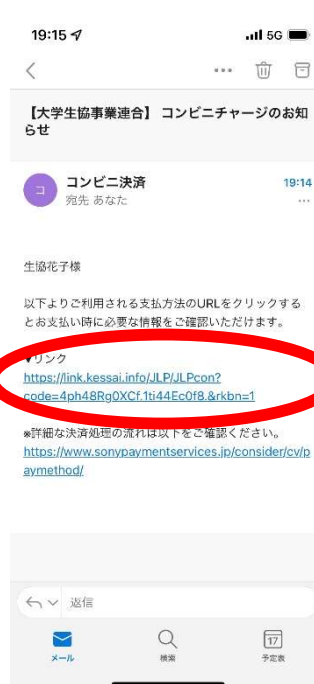 19:15
5G
【大学生協事業連合】 コンビニチャージのお知
らせ
コ
コンビニ決済
19:14
宛先 あなた
生協花子様
以下よりご利用される支払方法のURLをクリックする
とお支払い時に必要な情報をご確認いただけます。
▼リンク
https://link.kessai.info/JLP/JLPcon?
code=4ph48Rg0XCf.1ti44Ec0f8.&rkbn=1
※詳細な決済処理の流れは以下をご確認ください。
https://www.sonypaymentservices.jp/consider/cv/p
aymethod/
返信
17
メール
検索
予定表